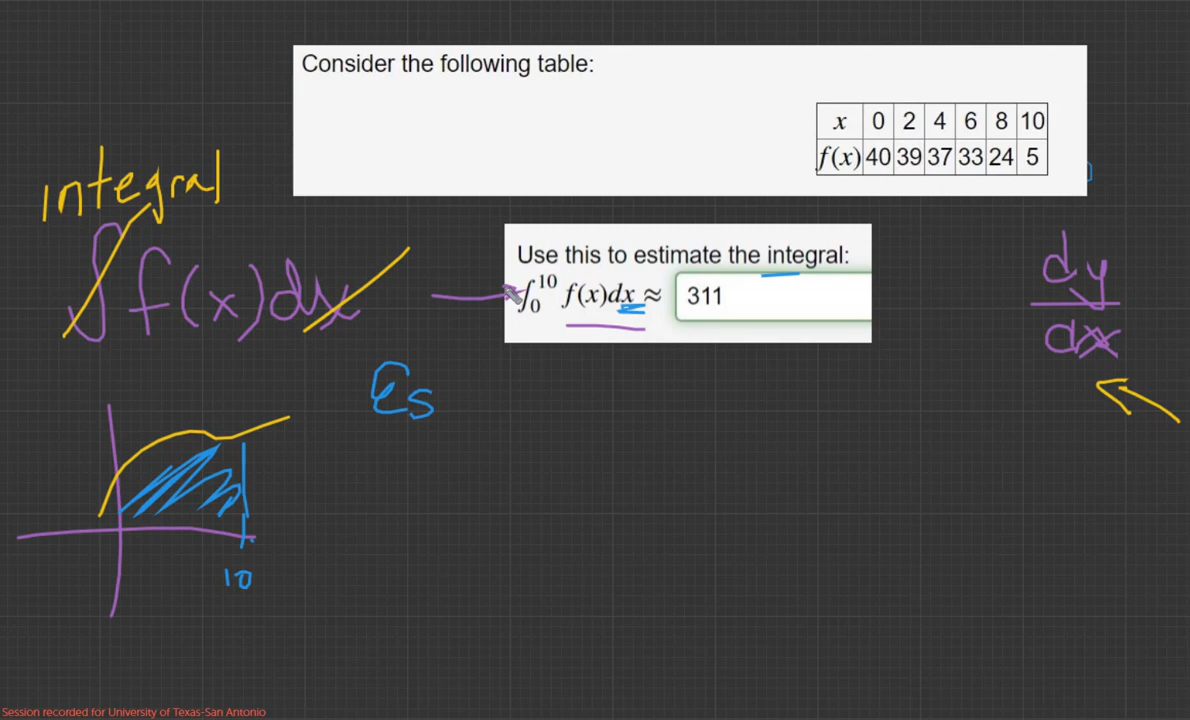 Consider the following table:
x 0 2 4 6 8 10
f(x) 40 39 37 33 24 5
integral
∫ f(x)dx
Use this to estimate the integral:
∫₀¹⁰ f(x)dx ≈ 311
dy
dx
10
Session recorded for University of Texas-San Antonio